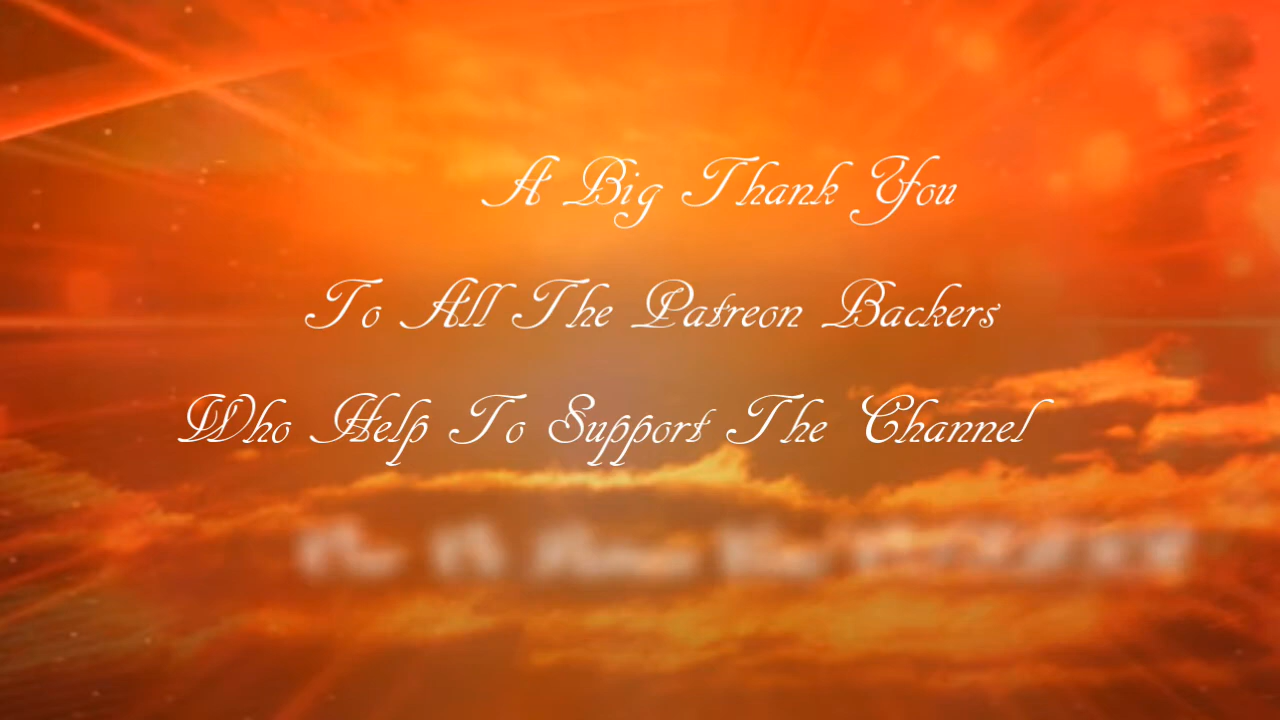 A Big Thank You
To All The Patreon Backers
Who Help To Support The Channel